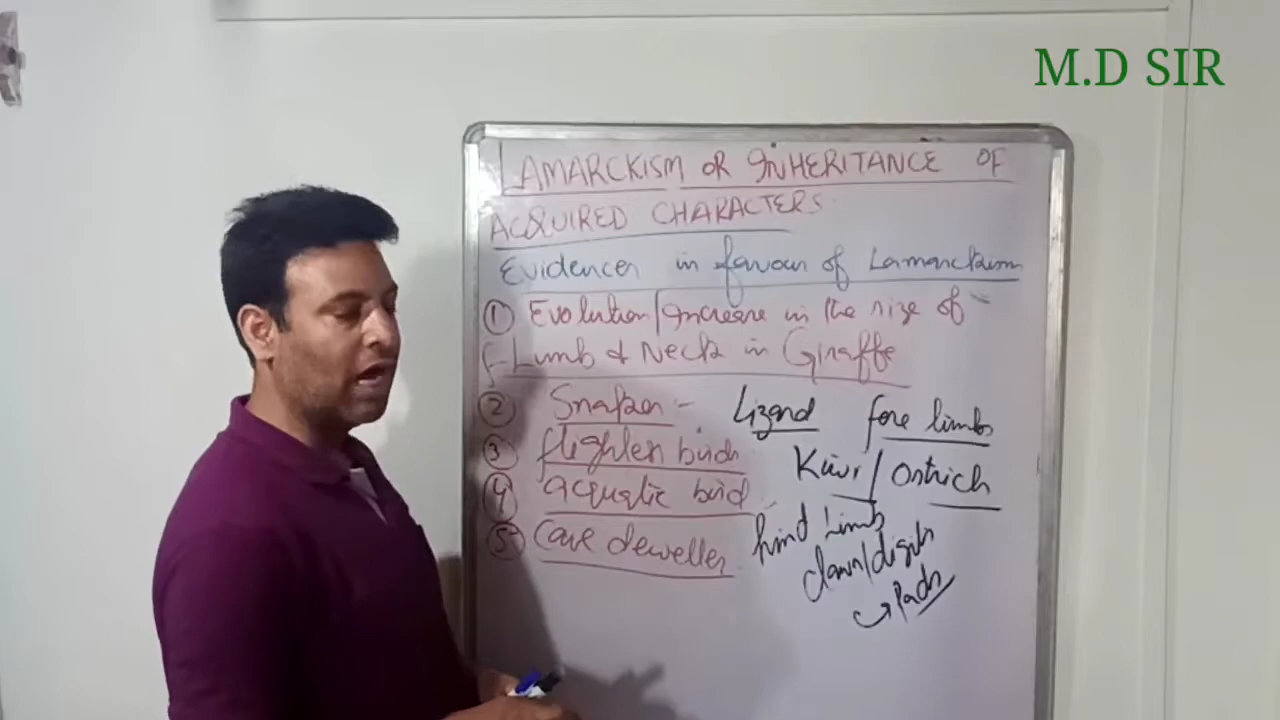 M.D SIR
LAMARCKISM OR INHERITANCE OF
ACQUIRED CHARACTERS.
Evidences in favour of Lamarckism
① Evolution/Increase in the size of
Limb & Neck in Giraffe
② Snakes :- Lizard fore limbs
③ flightless birds Kiwi / Ostrich
④ acquatic bird hind Limbs
⑤ Cave deweller claws/digits
↳ Pads